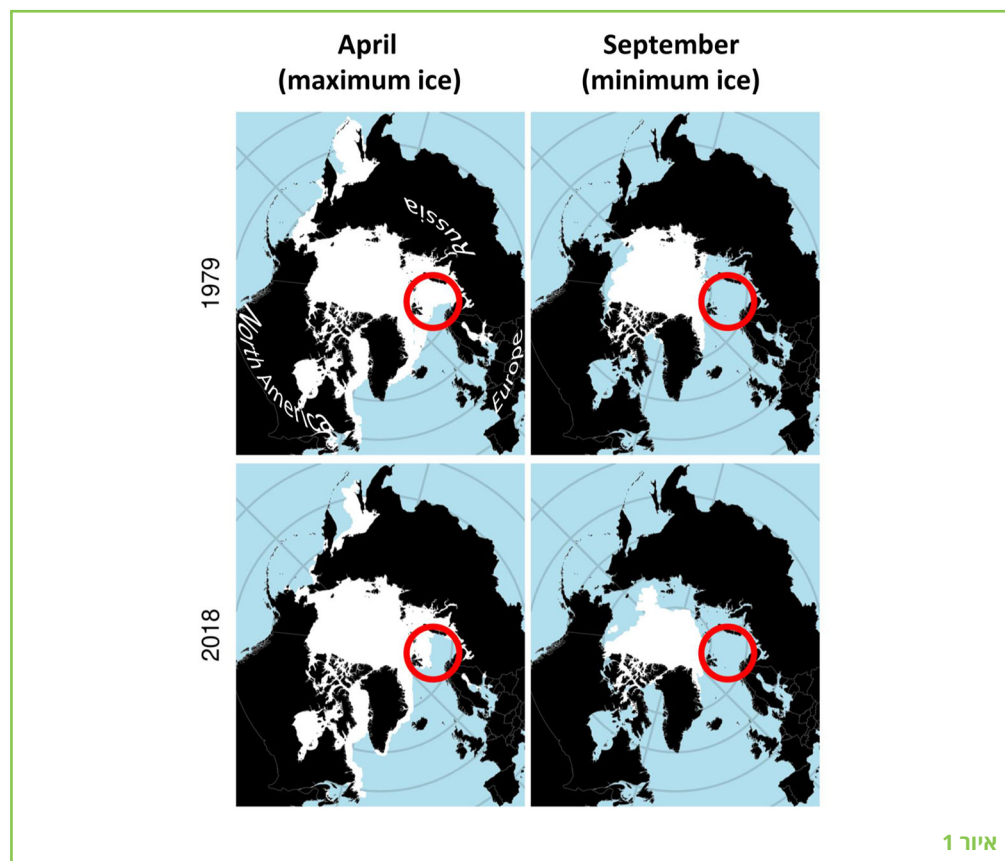 April
(maximum ice)
September
(minimum ice)
1979
Russia
North America
Europe
2018
איור 1